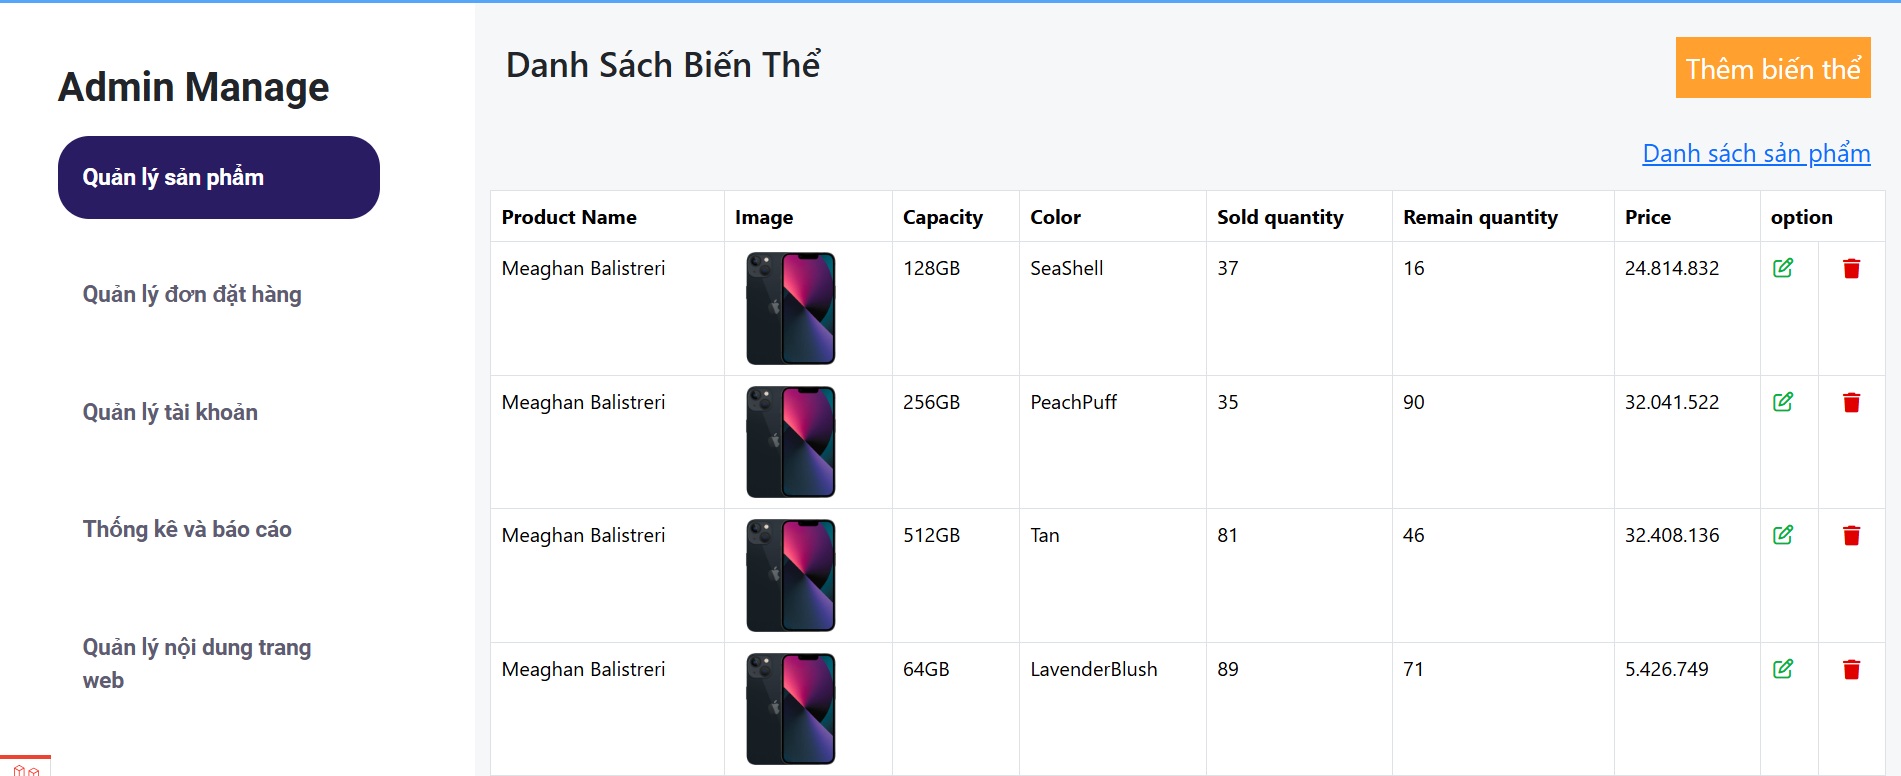 Admin Manage
Quản lý sản phẩm
Quản lý đơn đặt hàng
Quản lý tài khoản
Thống kê và báo cáo
Quản lý nội dung trang
web
Danh Sách Biến Thể
Thêm biến thể
Danh sách sản phẩm
Product Name Image Capacity Color Sold quantity Remain quantity Price option
Meaghan Balistreri 128GB SeaShell 37 16 24.814.832
Meaghan Balistreri 256GB PeachPuff 35 90 32.041.522
Meaghan Balistreri 512GB Tan 81 46 32.408.136
Meaghan Balistreri 64GB LavenderBlush 89 71 5.426.749